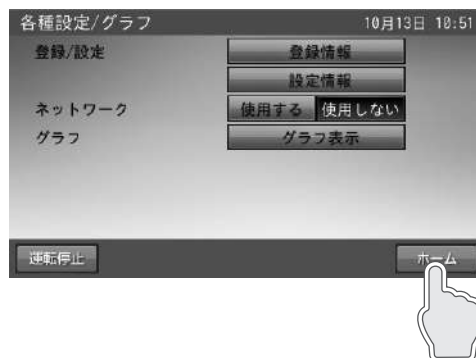 各種設定/グラフ 10月13日 10:51
登録/設定 登録情報
設定情報
ネットワーク 使用する 使用しない
グラフ グラフ表示
運転停止 ホーム